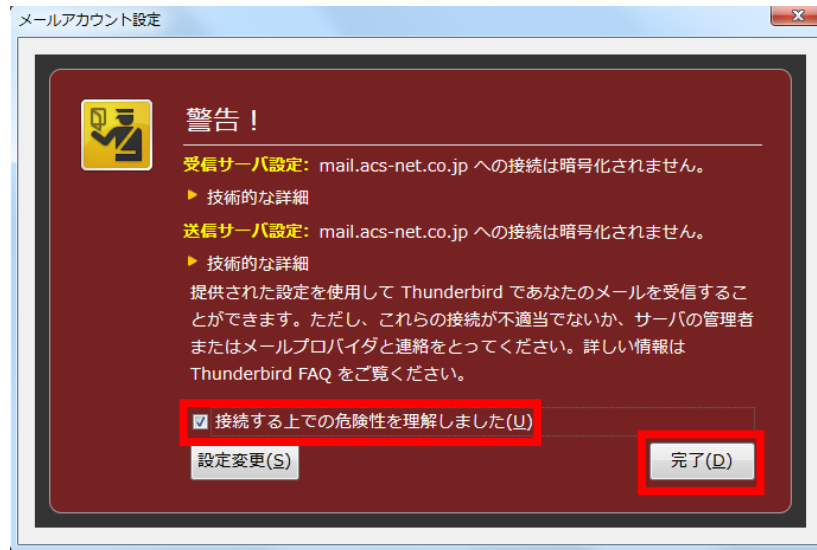 メールアカウント設定
警告！
受信サーバ設定: mail.acs-net.co.jp への接続は暗号化されません。
技術的な詳細
送信サーバ設定: mail.acs-net.co.jp への接続は暗号化されません。
技術的な詳細
提供された設定を使用して Thunderbird であなたのメールを受信するこ
とができます。ただし、これらの接続が不適当でないか、サーバの管理者
またはメールプロバイダと連絡をとってください。詳しい情報は
Thunderbird FAQ をご覧ください。
接続する上での危険性を理解しました(U)
設定変更(S)
完了(D)